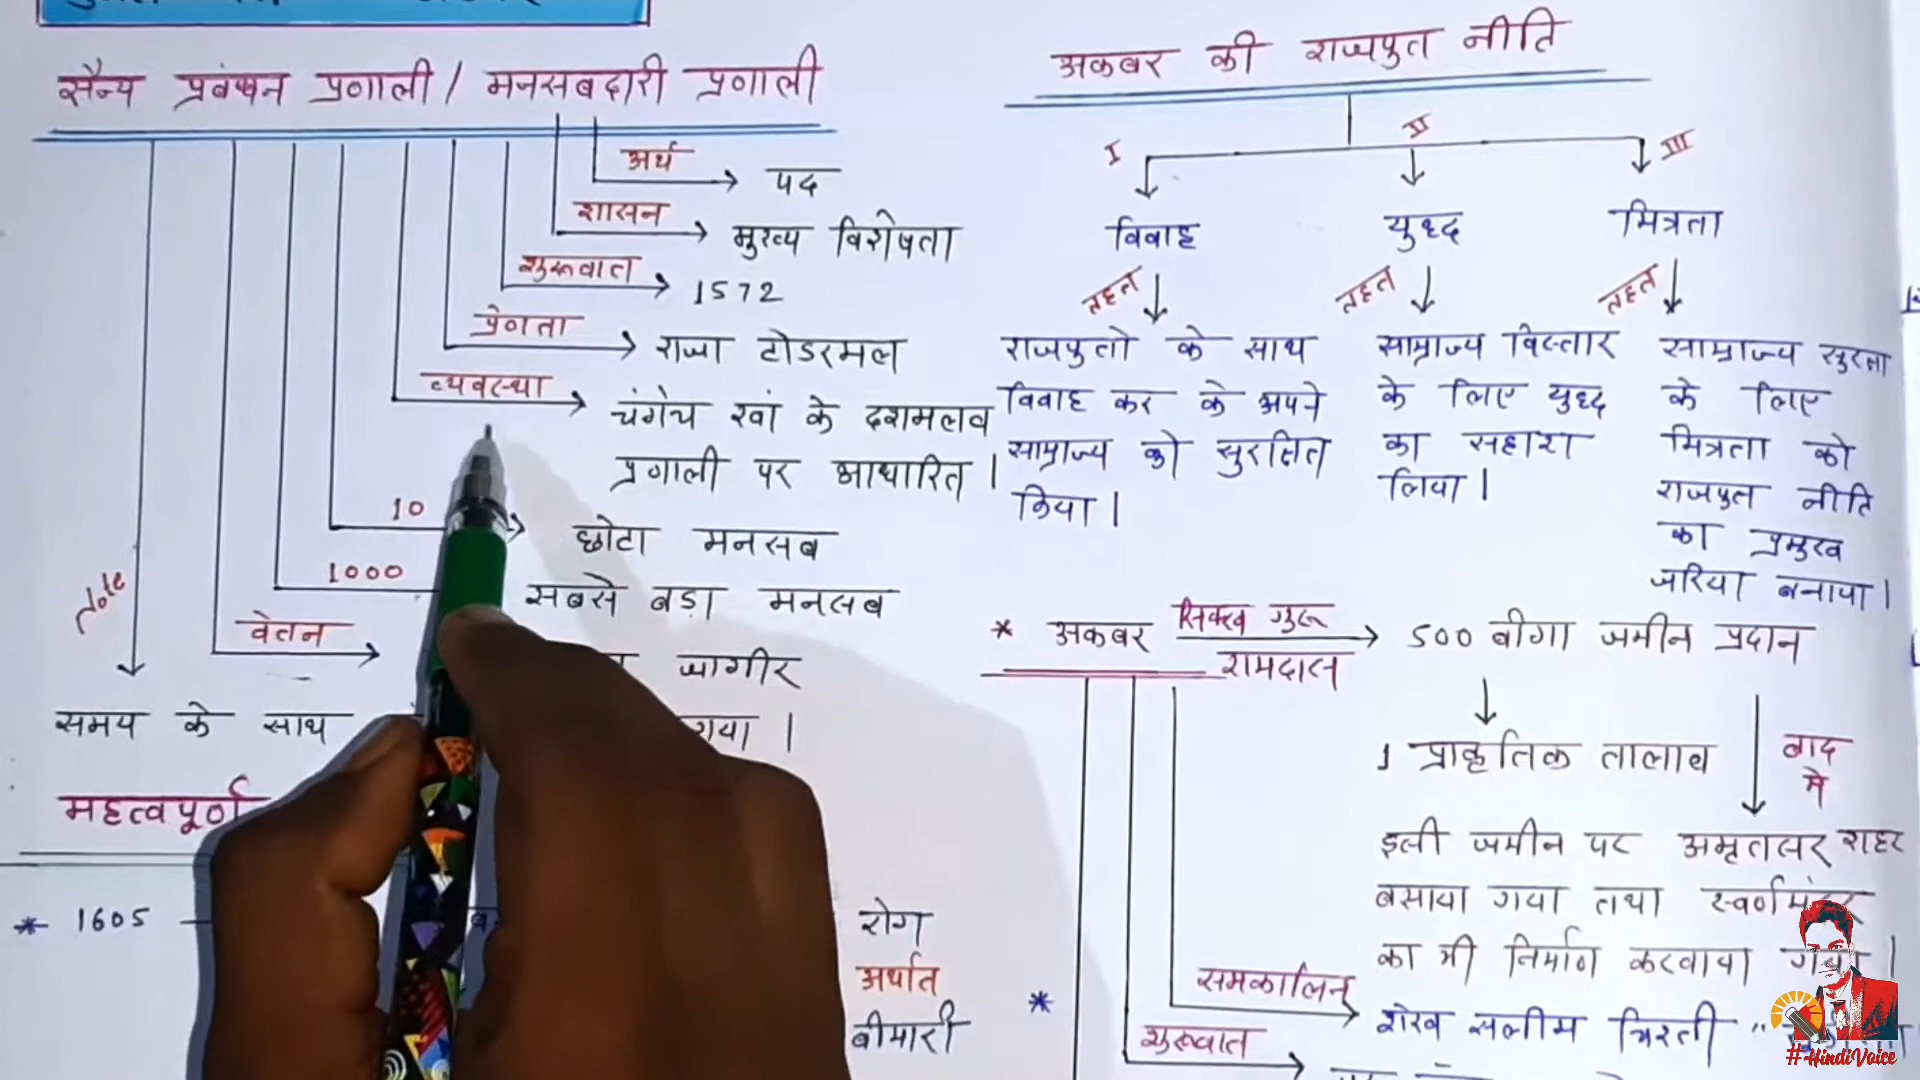 सैन्य प्रबंधन प्रणाली / मनसबदारी प्रणाली
अर्थ
पद
शासन
मुख्य विशेषता
शुरूवात
1572
प्रेणता
राजा टोडरमल
व्यवस्था
चंगेच खां के दशमलव
प्रणाली पर आधारित ।
10
छोटा मनसब
1000
सबसे बड़ा मनसब
वेतन
जागीर
Note
समय के साथ
गया ।
महत्वपूर्ण
* 1605
रोग
अर्थात
बीमारी
अकबर की राजपुत नीति
I
II
III
विवाह
युध्द
मित्रता
तहत
तहत
तहत
राजपुतो के साथ
विवाह कर के अपने
साम्राज्य को सुरक्षित
किया ।
साम्राज्य विस्तार
के लिए युध्द
का सहारा
लिया ।
साम्राज्य सुरक्षा
के लिए
मित्रता को
राजपुत नीति
का प्रमुख
जरिया बनाया ।
* अकबर
सिक्ख गुरू
रामदास
500 बीगा जमीन प्रदान
1 प्राकृतिक तालाब
बाद
मे
इसी जमीन पर अमृतसर शहर
बसाया गया तथा स्वर्णमंदिर
का भी निर्माण करवाया गया ।
*
समकालिन
शेख सलीम चिश्ती "
शुरूवात
#HindiVoice